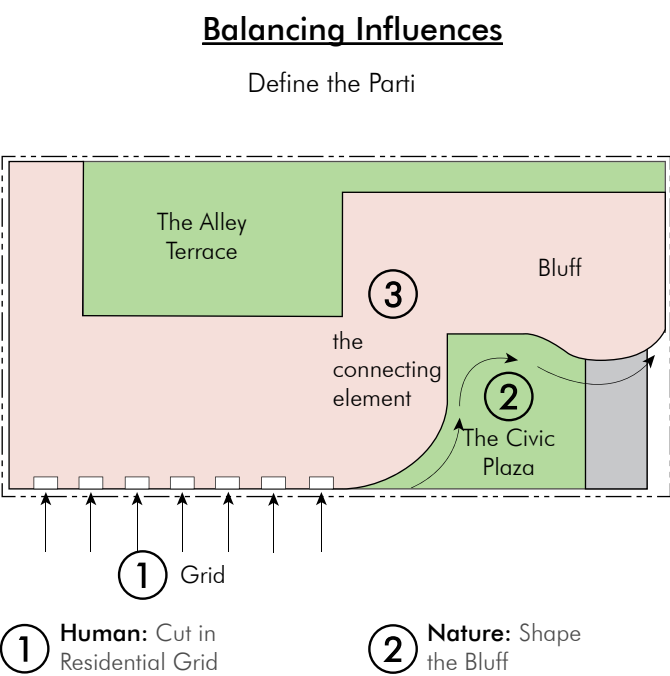 Balancing Influences
Define the Parti
The Alley
Terrace
Bluff
3
the
connecting
element
2
The Civic
Plaza
1 Grid
1 Human: Cut in
Residential Grid
2 Nature: Shape
the Bluff